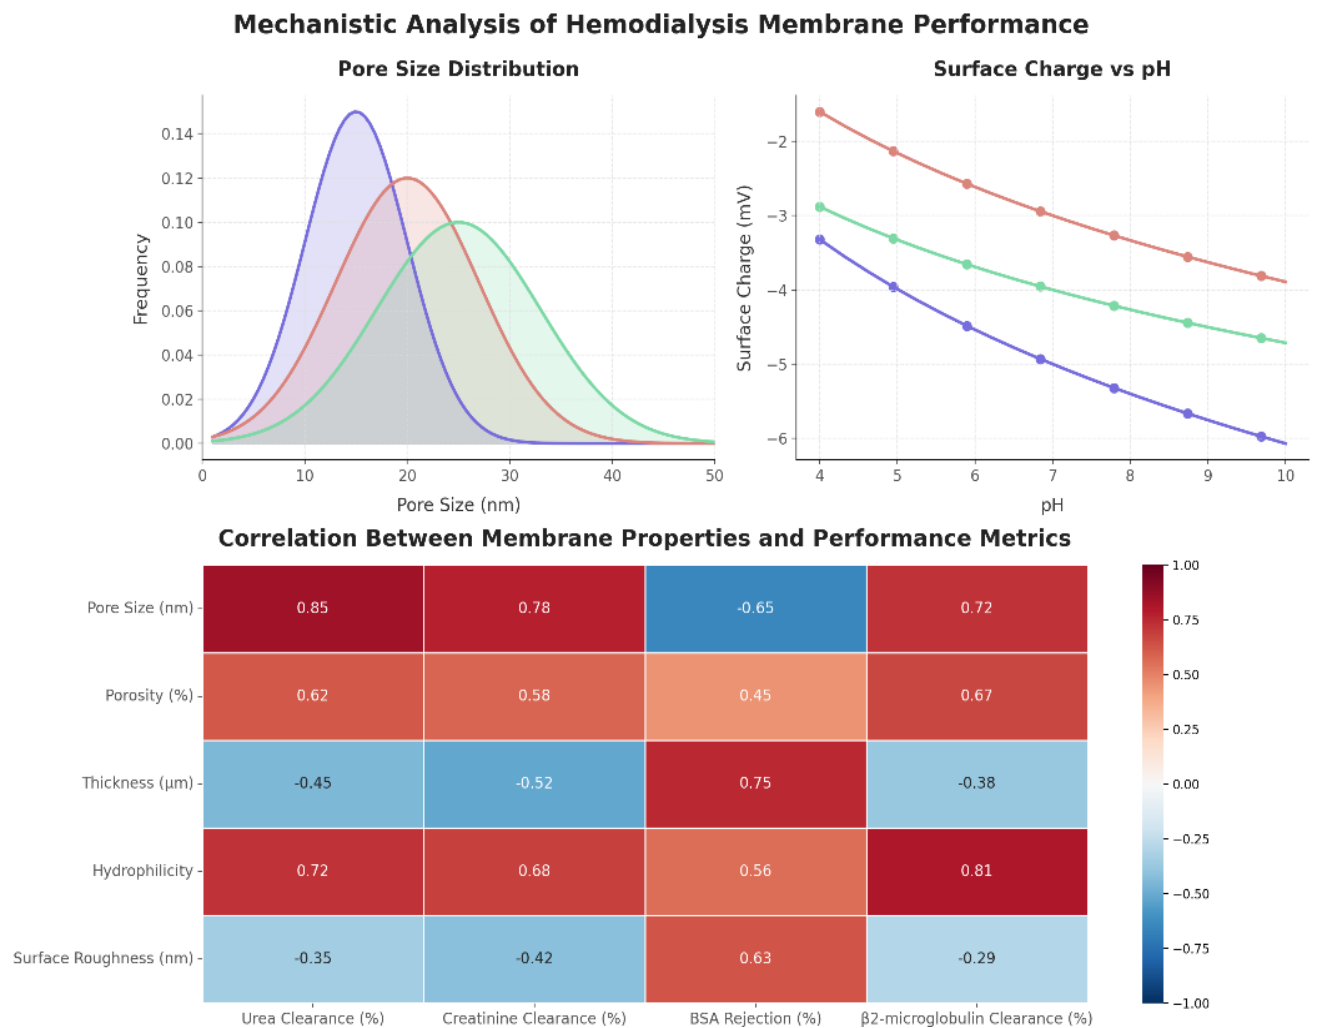 Mechanistic Analysis of Hemodialysis Membrane Performance
Pore Size Distribution
Frequency
0.14
0.12
0.10
0.08
0.06
0.04
0.02
0.00
0 10 20 30 40 50
Pore Size (nm)
Surface Charge vs pH
Surface Charge (mV)
−2
−3
−4
−5
−6
4 5 6 7 8 9 10
pH
Correlation Between Membrane Properties and Performance Metrics
Pore Size (nm) 0.85 0.78 -0.65 0.72
Porosity (%) 0.62 0.58 0.45 0.67
Thickness (μm) -0.45 -0.52 0.75 -0.38
Hydrophilicity 0.72 0.68 0.56 0.81
Surface Roughness (nm) -0.35 -0.42 0.63 -0.29
Urea Clearance (%) Creatinine Clearance (%) BSA Rejection (%) β2-microglobulin Clearance (%)
1.00
0.75
0.50
0.25
0.00
−0.25
−0.50
−0.75
−1.00